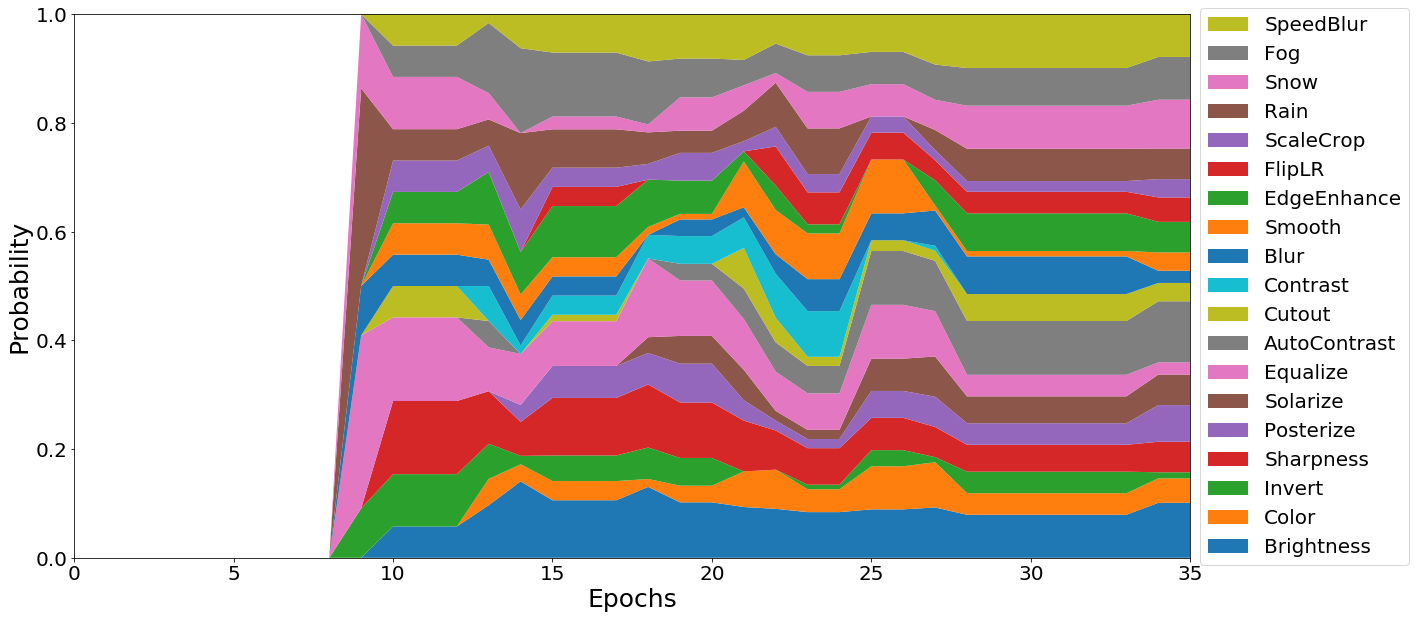 1.0
0.8
0.6
0.4
0.2
0.0
Probability
0 5 10 15 20 25 30 35
Epochs
SpeedBlur
Fog
Snow
Rain
ScaleCrop
FlipLR
EdgeEnhance
Smooth
Blur
Contrast
Cutout
AutoContrast
Equalize
Solarize
Posterize
Sharpness
Invert
Color
Brightness